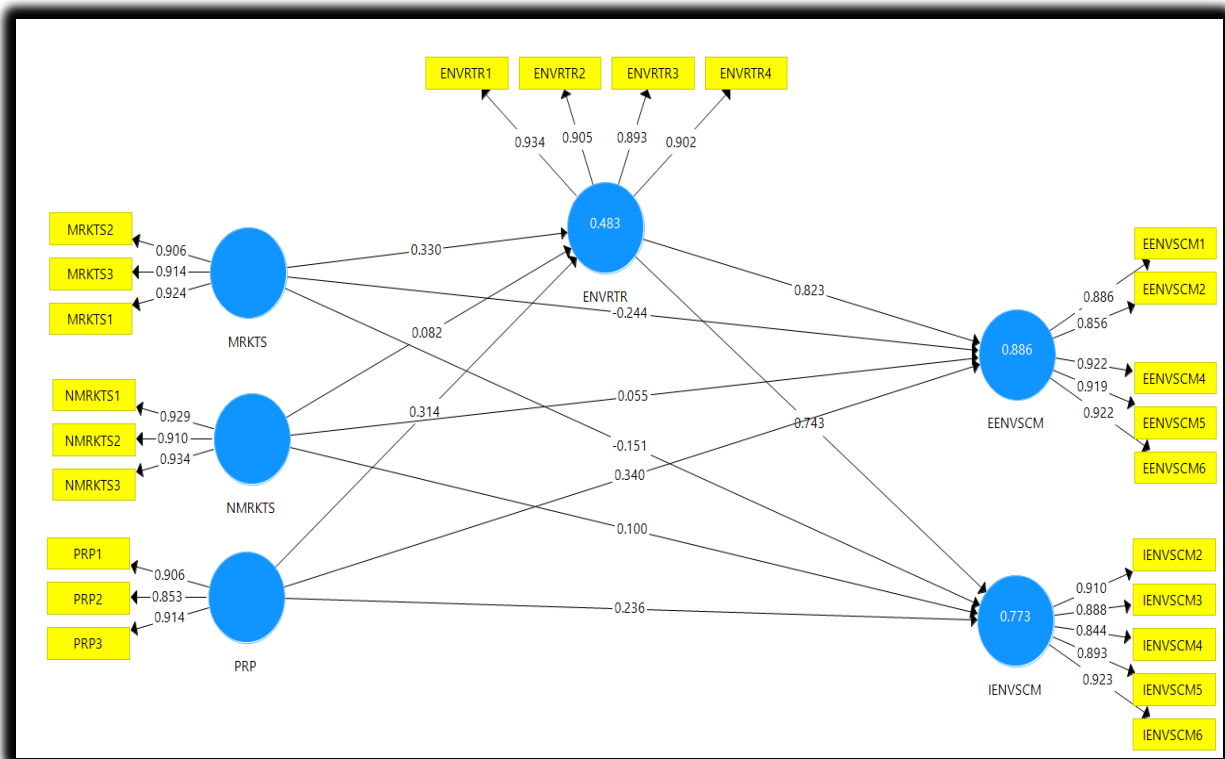 ENVRTR1 ENVRTR2 ENVRTR3 ENVRTR4
0.934 0.905 0.893 0.902
0.483
ENVRTR
MRKTS2
MRKTS3
MRKTS1
0.906
0.914
0.924
MRKTS
NMRKTS1
NMRKTS2
NMRKTS3
0.929
0.910
0.934
NMRKTS
PRP1
PRP2
PRP3
0.906
0.853
0.914
PRP
0.330
-0.244
0.082
0.314
0.055
-0.151
0.340
0.100
0.236
0.823
0.743
0.886
EENVSCM
0.886
0.856
0.922
0.919
0.922
EENVSCM1
EENVSCM2
EENVSCM4
EENVSCM5
EENVSCM6
0.773
IENVSCM
0.910
0.888
0.844
0.893
0.923
IENVSCM2
IENVSCM3
IENVSCM4
IENVSCM5
IENVSCM6